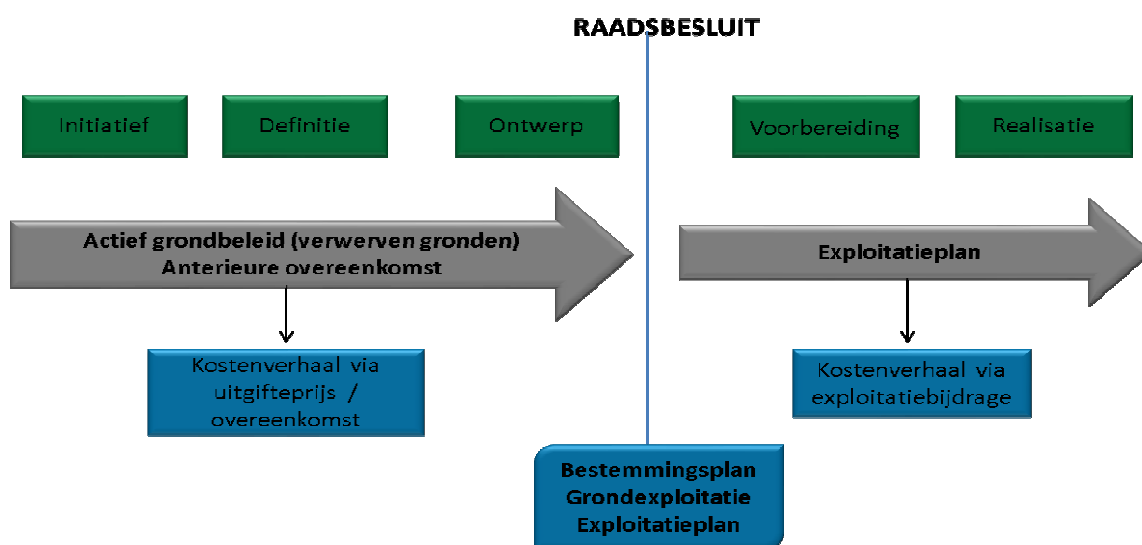 RAADSBESLUIT
Initiatief
Definitie
Ontwerp
Voorbereiding
Realisatie
Actief grondbeleid (verwerven gronden)
Anterieure overeenkomst
Exploitatieplan
Kostenverhaal via
uitgifteprijs /
overeenkomst
Kostenverhaal via
exploitatiebijdrage
Bestemmingsplan
Grondexploitatie
Exploitatieplan